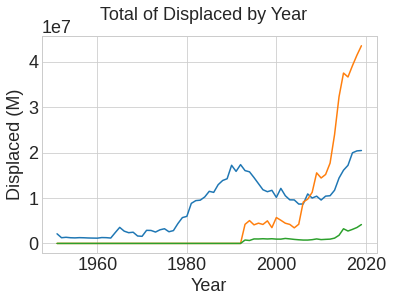 Total of Displaced by Year
1e7
4
3
2
1
0
Displaced (M)
1960
1980
2000
2020
Year